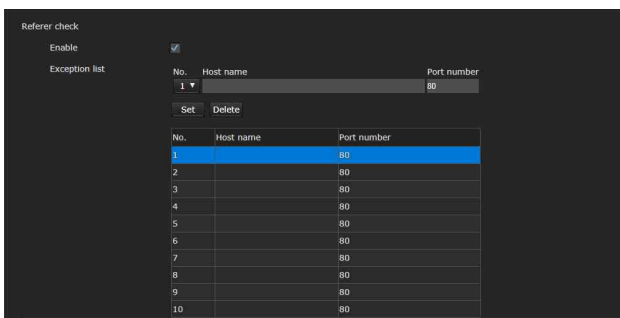 Referer check
Enable
Exception list
No. Host name Port number
1 80
Set Delete
No. Host name Port number
1 80
2 80
3 80
4 80
5 80
6 80
7 80
8 80
9 80
10 80